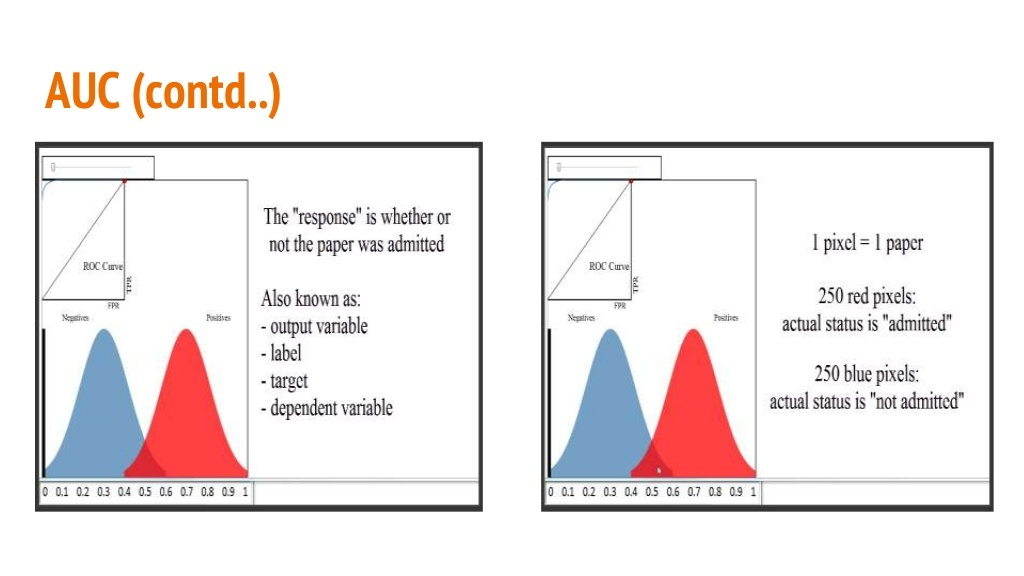 AUC (contd..)
The "response" is whether or
not the paper was admitted
Also known as:
- output variable
- label
- target
- dependent variable
ROC Curve
TPR
FPR
Negatives
Positives
0 0.1 0.2 0.3 0.4 0.5 0.6 0.7 0.8 0.9 1
1 pixel = 1 paper
250 red pixels:
actual status is "admitted"
250 blue pixels:
actual status is "not admitted"
ROC Curve
TPR
FPR
Negatives
Positives
0 0.1 0.2 0.3 0.4 0.5 0.6 0.7 0.8 0.9 1